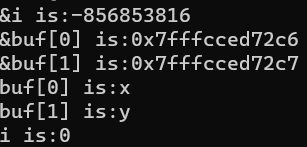 &i is:-856853816
&buf[0] is:0x7fffcced72c6
&buf[1] is:0x7fffcced72c7
buf[0] is:x
buf[1] is:y
i is:0